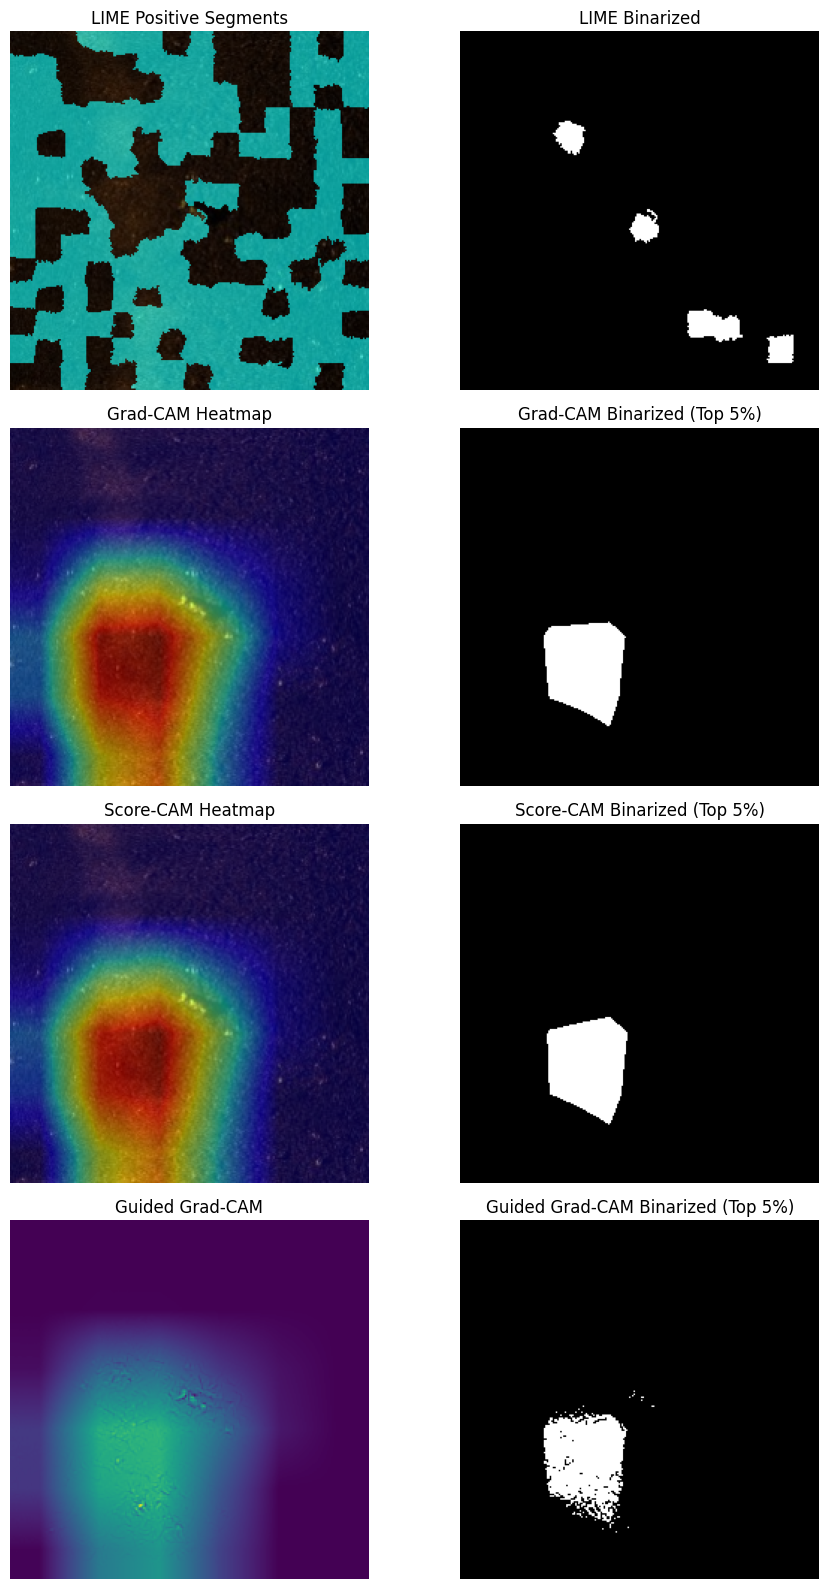 LIME Positive Segments
LIME Binarized
Grad-CAM Heatmap
Grad-CAM Binarized (Top 5%)
Score-CAM Heatmap
Score-CAM Binarized (Top 5%)
Guided Grad-CAM
Guided Grad-CAM Binarized (Top 5%)